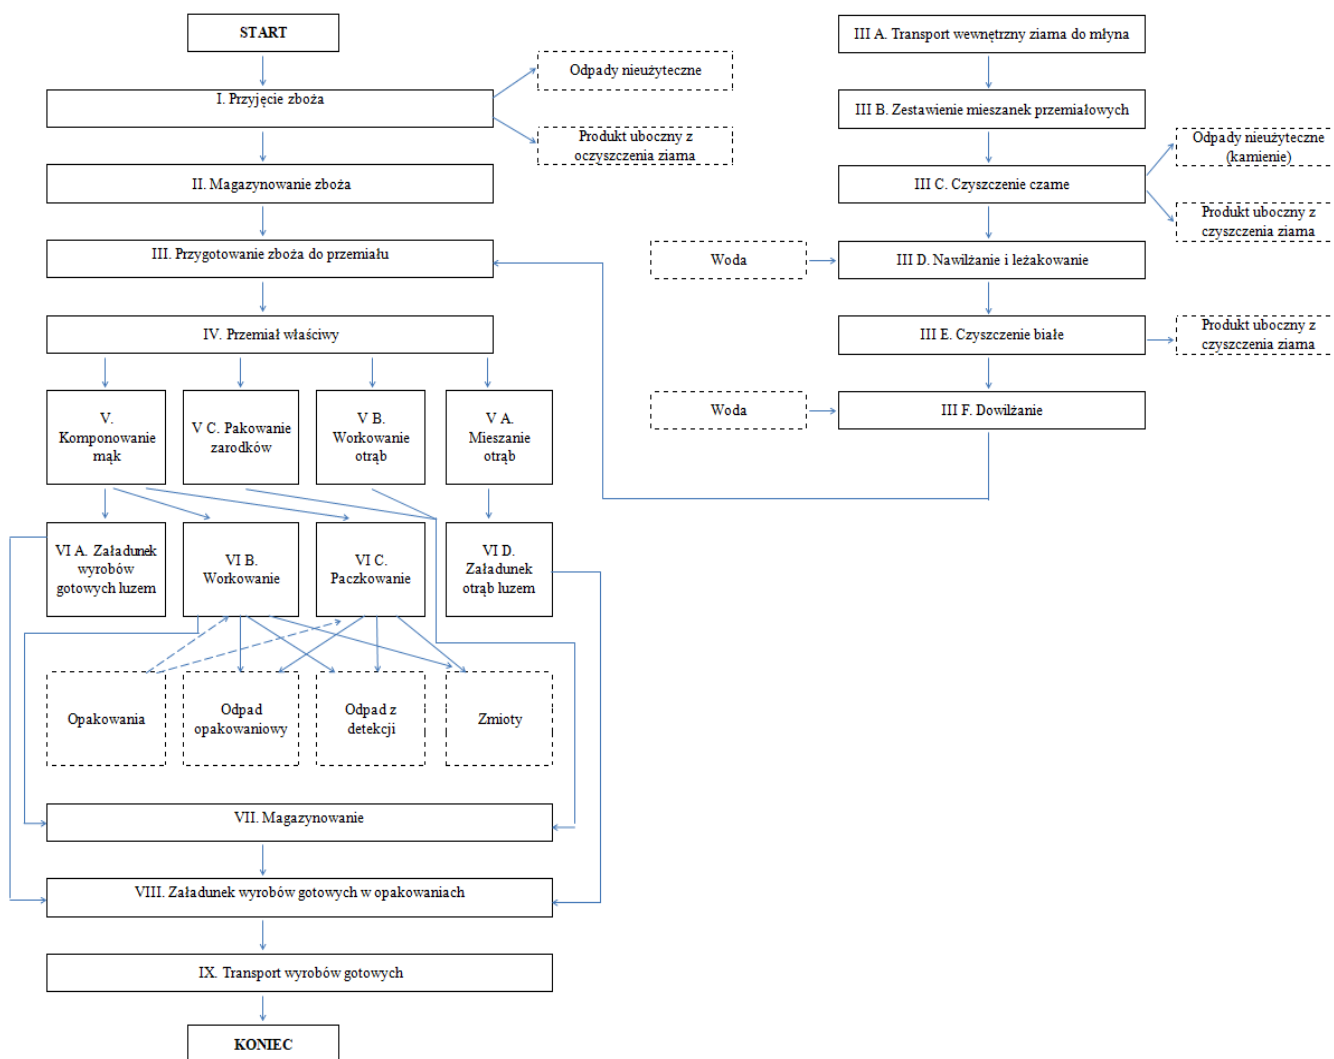 START
I. Przyjęcie zboża
Odpady nieużyteczne
Produkt uboczny z
oczyszczenia ziarna
II. Magazynowanie zboża
III. Przygotowanie zboża do przemiału
IV. Przemiał właściwy
V.
Komponowanie
mąk
V C. Pakowanie
zarodków
V B.
Workowanie
otrąb
V A.
Mieszanie
otrąb
VI A. Załadunek
wyrobów
gotowych luzem
VI B.
Workowanie
VI C.
Paczkowanie
VI D.
Załadunek
otrąb luzem
Opakowania
Odpad
opakowaniowy
Odpad z
detekcji
Zmioty
VII. Magazynowanie
VIII. Załadunek wyrobów gotowych w opakowaniach
IX. Transport wyrobów gotowych
KONIEC
III A. Transport wewnętrzny ziarna do młyna
III B. Zestawienie mieszanek przemiałowych
III C. Czyszczenie czarne
Odpady nieużyteczne
(kamienie)
Produkt uboczny z
czyszczenia ziarna
Woda
III D. Nawilżanie i leżakowanie
III E. Czyszczenie białe
Produkt uboczny z
czyszczenia ziarna
Woda
III F. Dowilżanie